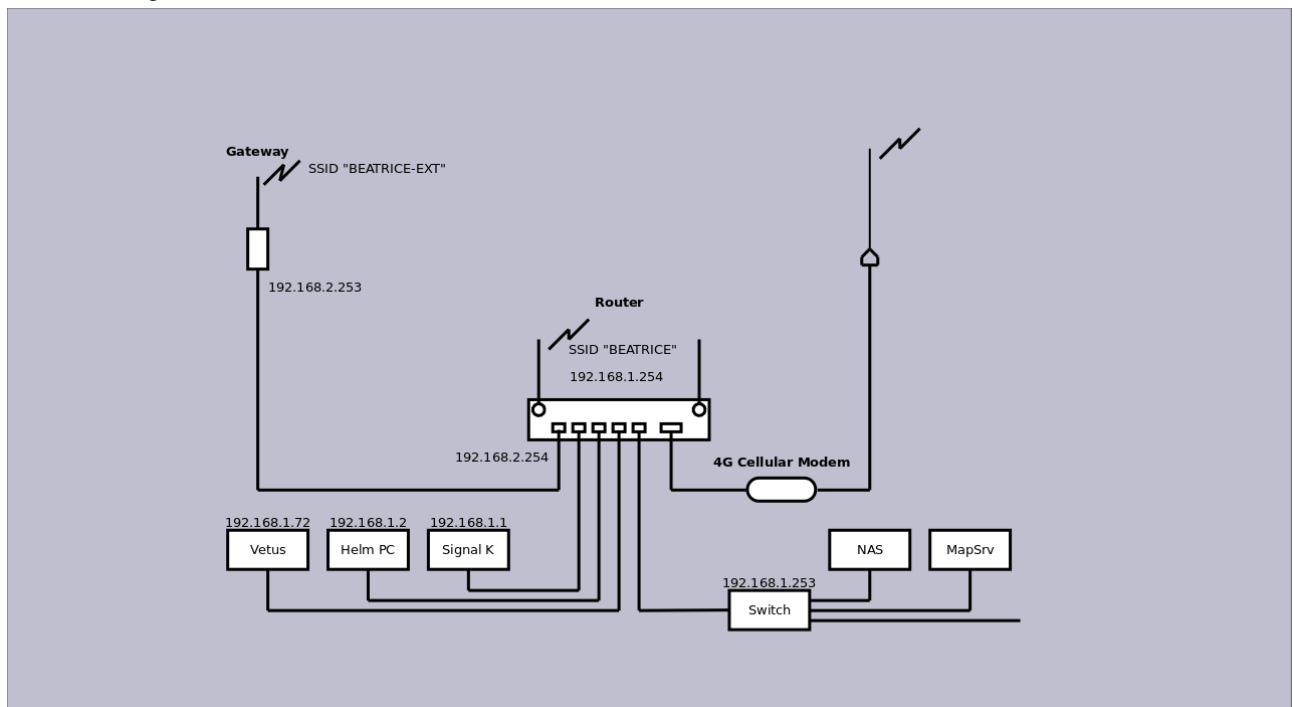 Gateway
SSID "BEATRICE-EXT"
192.168.2.253
Router
SSID "BEATRICE"
192.168.1.254
192.168.2.254
4G Cellular Modem
192.168.1.72 192.168.1.2 192.168.1.1
Vetus Helm PC Signal K NAS MapSrv
192.168.1.253
Switch